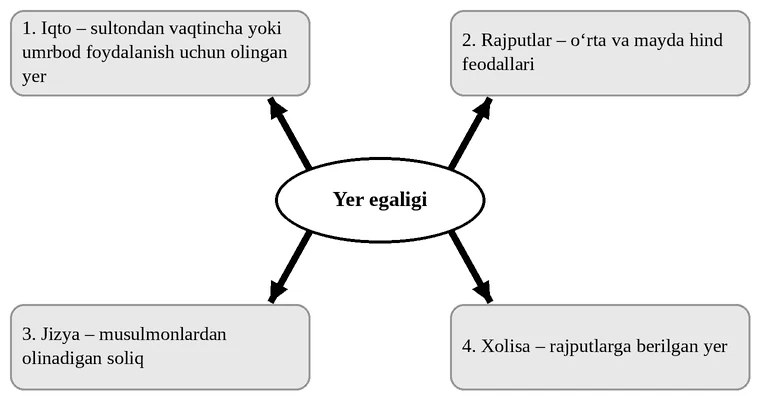 1. Iqto – sultondan vaqtincha yoki
umrbod foydalanish uchun olingan
yer
2. Rajputlar – o‘rta va mayda hind
feodallari
Yer egaligi
3. Jizya – musulmonlardan
olinadigan soliq
4. Xolisa – rajputlarga berilgan yer